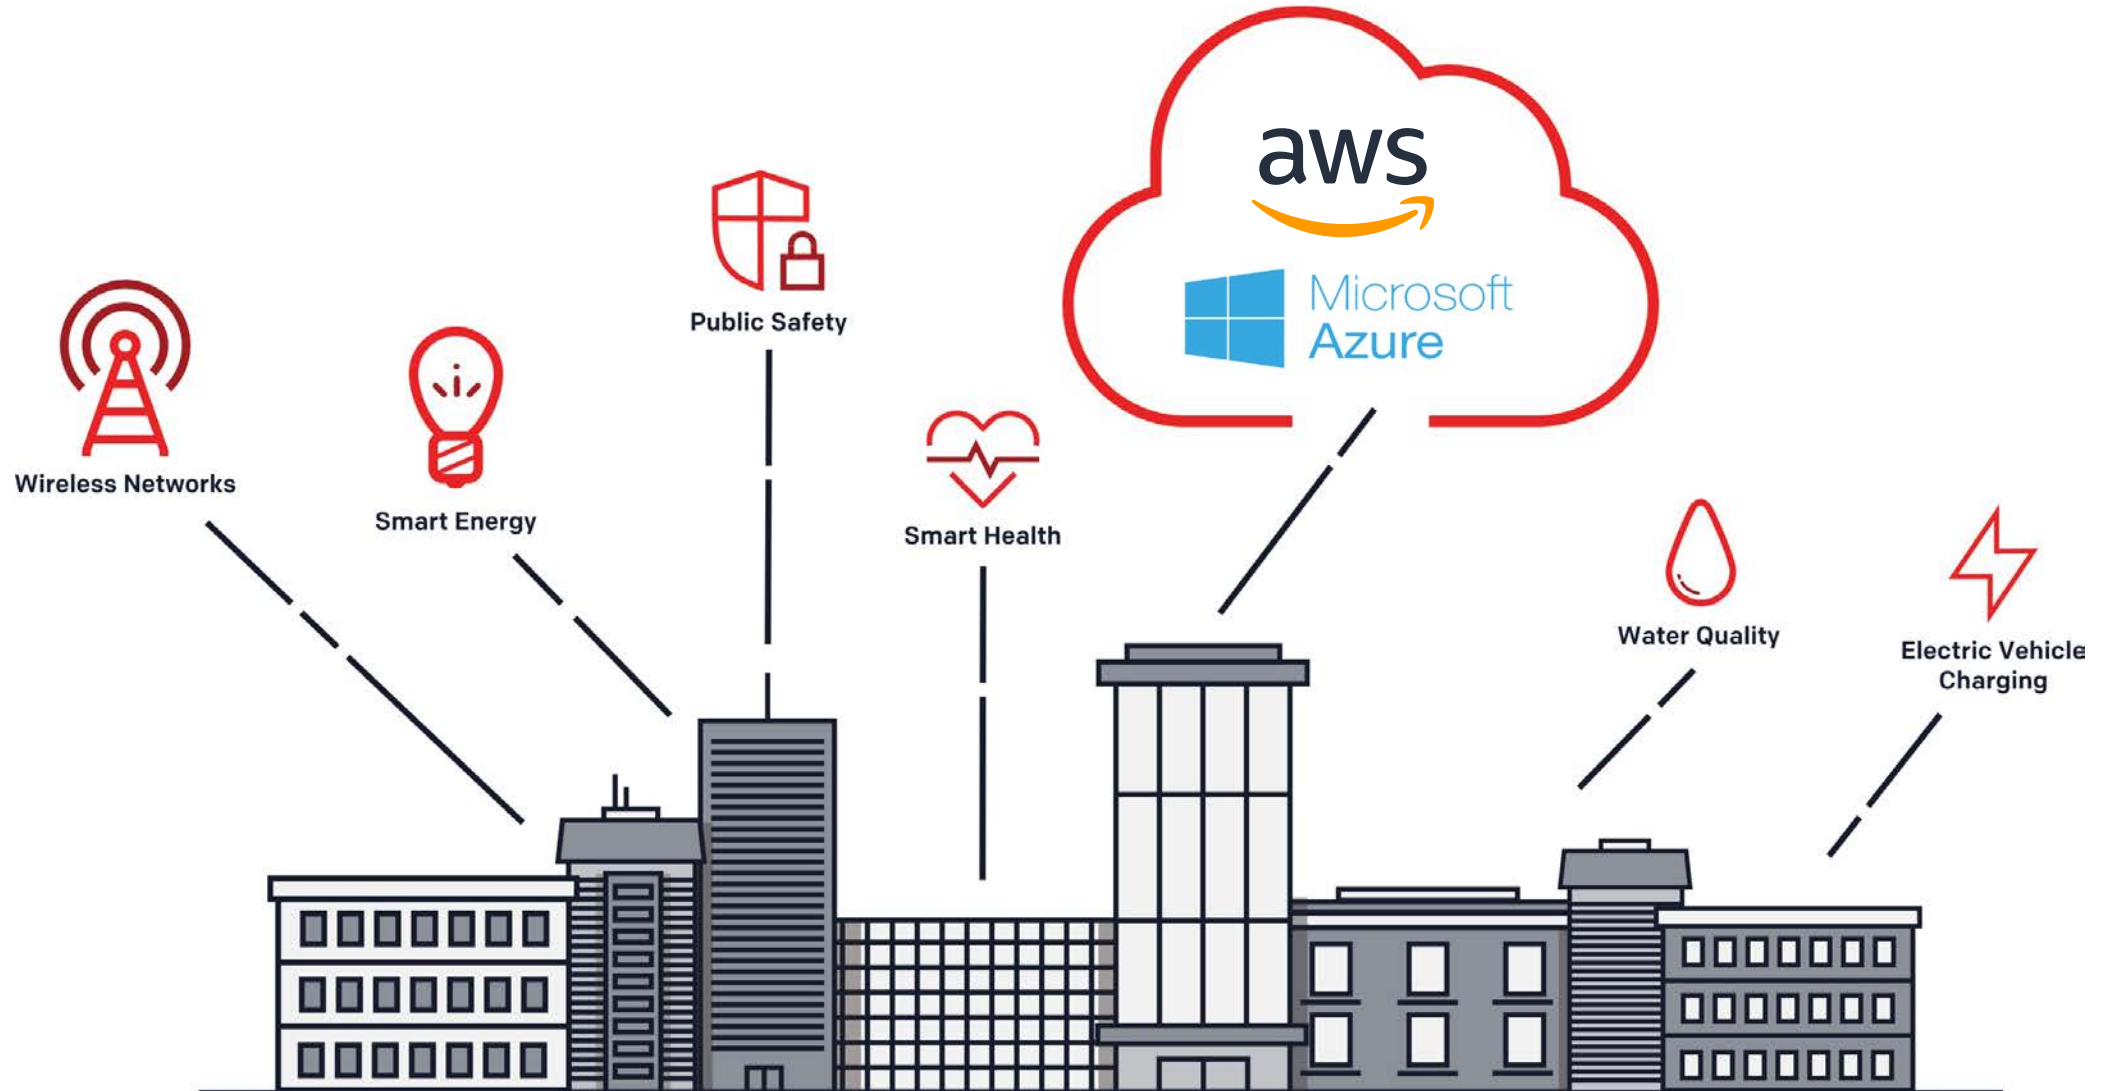 aws
Microsoft
Azure
Public Safety
Wireless Networks
Smart Energy
Smart Health
Water Quality
Electric Vehicle
Charging